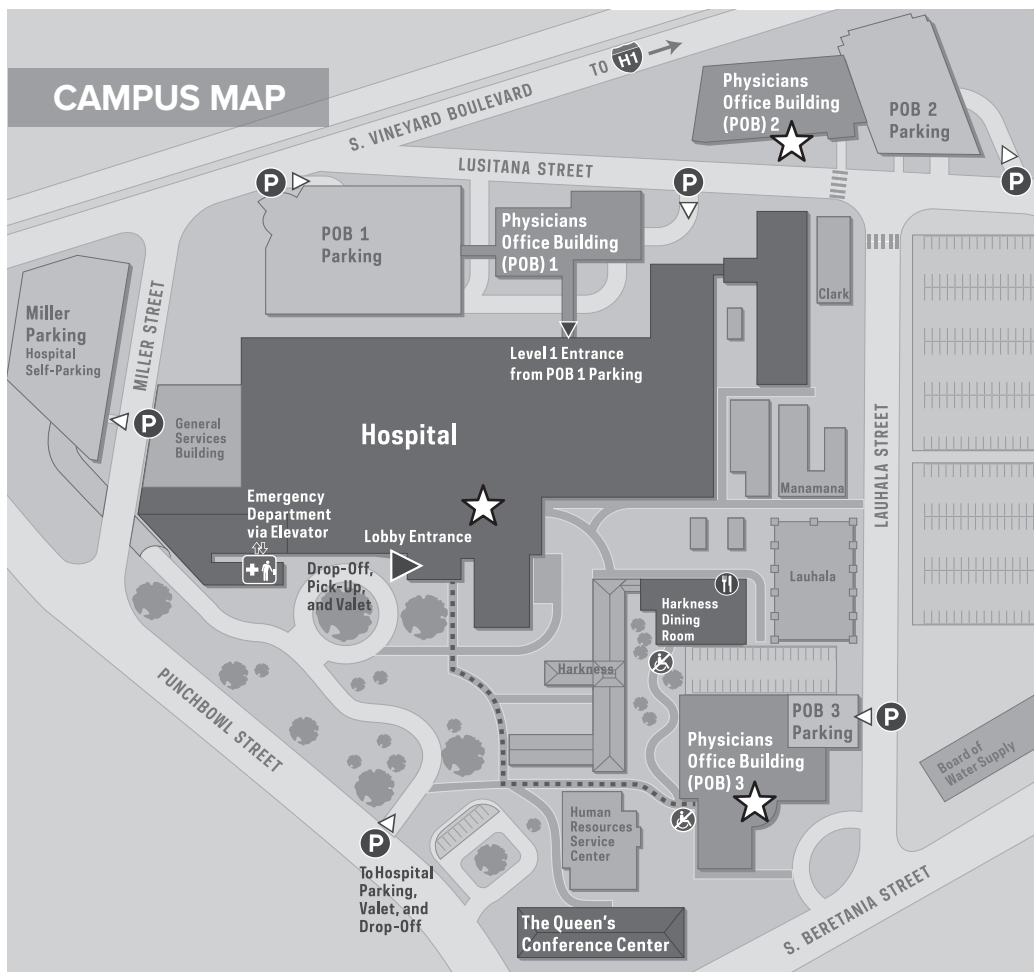 CAMPUS MAP
TO H1
S. VINEYARD BOULEVARD
Physicians
Office Building
(POB) 2
POB 2
Parking
LUSITANA STREET
P
P
P
POB 1
Parking
Physicians
Office Building
(POB) 1
Clark
Miller
Parking
Hospital
Self-Parking
MILLER STREET
Level 1 Entrance
from POB 1 Parking
P
General
Services
Building
Hospital
LAUHALA STREET
Manamana
Emergency
Department
via Elevator
Lobby Entrance
Drop-Off,
Pick-Up,
and Valet
Lauhala
Harkness
Dining
Room
Harkness
PUNCHBOWL STREET
POB 3
Parking
P
Physicians
Office Building
(POB) 3
Board of
Water Supply
Human
Resources
Service
Center
P
To Hospital
Parking,
Valet, and
Drop-Off
The Queen's
Conference Center
S. BERETANIA STREET